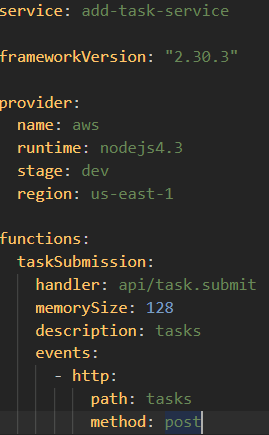 service: add-task-service
frameworkVersion: "2.30.3"
provider:
  name: aws
  runtime: nodejs4.3
  stage: dev
  region: us-east-1
functions:
  taskSubmission:
    handler: api/task.submit
    memorySize: 128
    description: tasks
    events:
      - http:
          path: tasks
          method: post